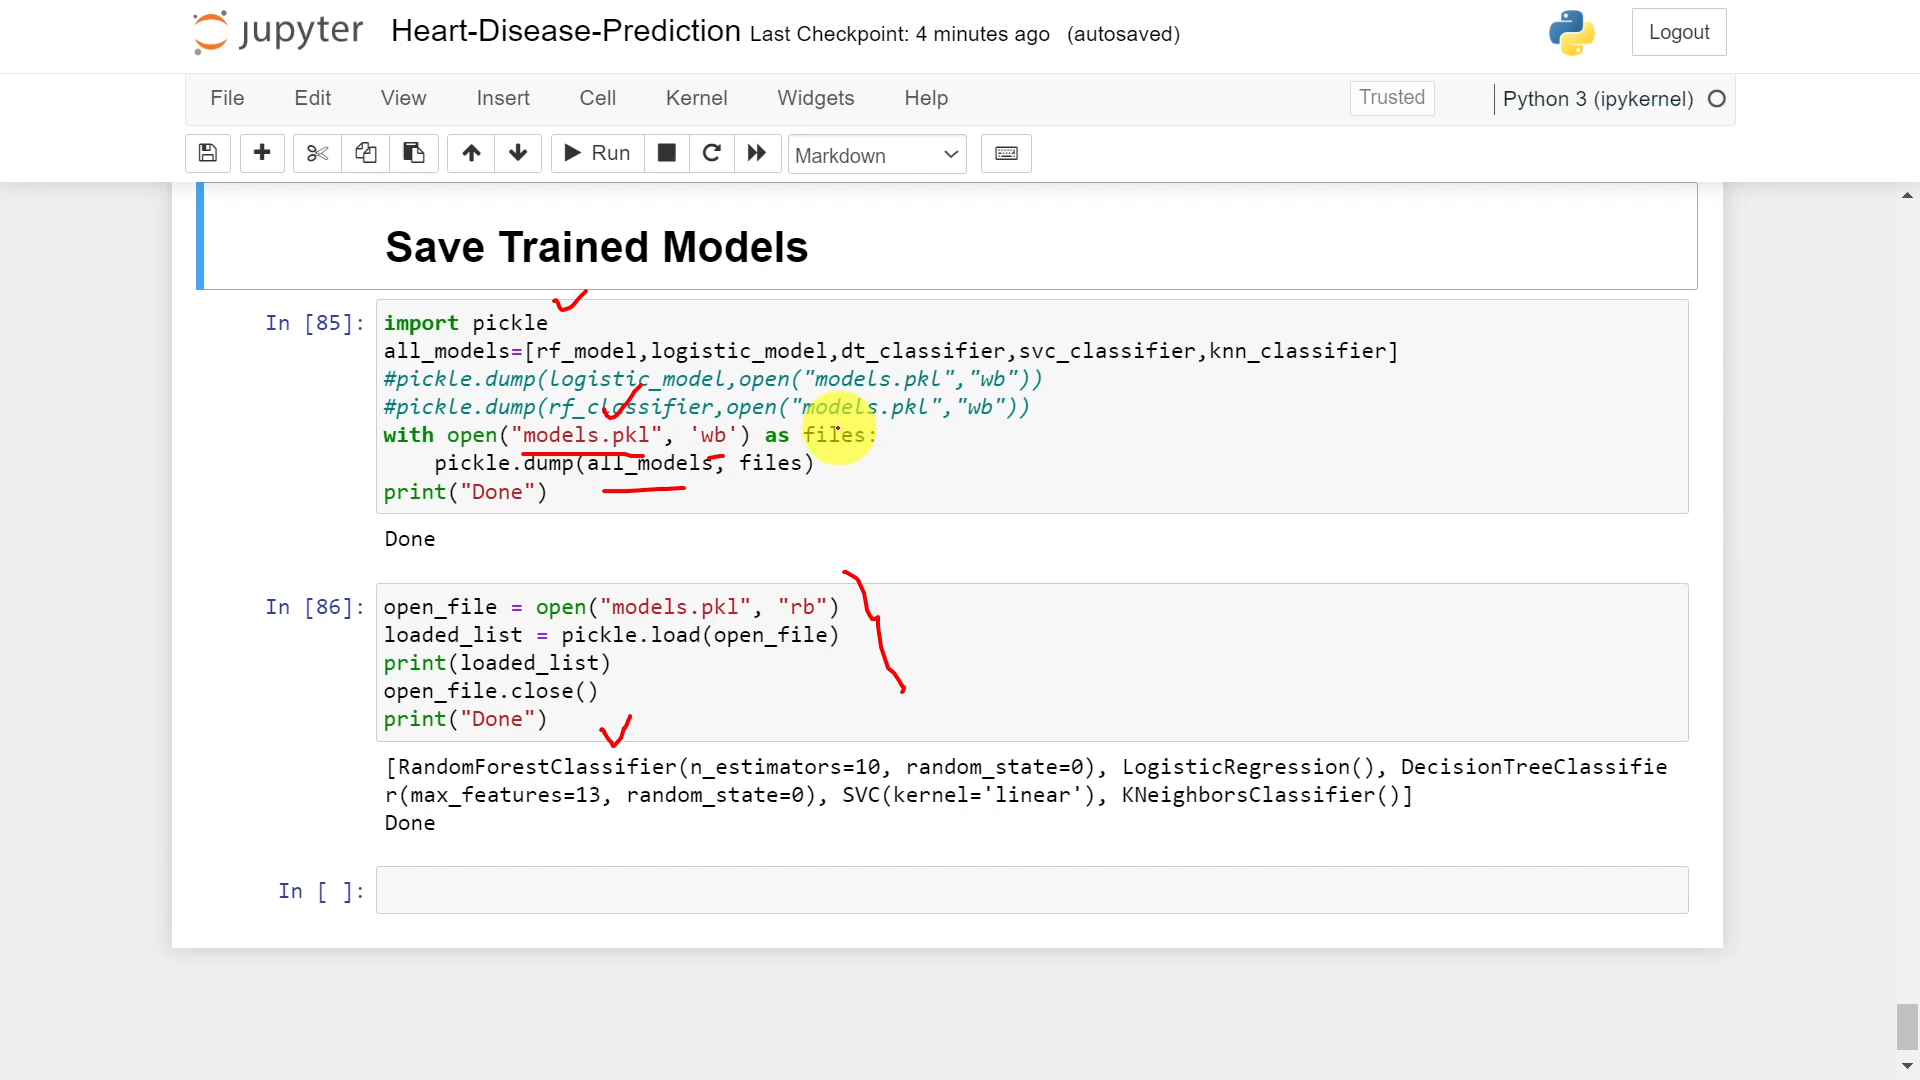 jupyter Heart-Disease-Prediction Last Checkpoint: 4 minutes ago (autosaved) Logout
File Edit View Insert Cell Kernel Widgets Help Trusted Python 3 (ipykernel)
Run Markdown
Save Trained Models
In [85]: import pickle
all_models=[rf_model,logistic_model,dt_classifier,svc_classifier,knn_classifier]
#pickle.dump(logistic_model,open("models.pkl","wb"))
#pickle.dump(rf_classifier,open("models.pkl","wb"))
with open("models.pkl", 'wb') as files:
    pickle.dump(all_models, files)
print("Done")
Done
In [86]: open_file = open("models.pkl", "rb")
loaded_list = pickle.load(open_file)
print(loaded_list)
open_file.close()
print("Done")
[RandomForestClassifier(n_estimators=10, random_state=0), LogisticRegression(), DecisionTreeClassifie
r(max_features=13, random_state=0), SVC(kernel='linear'), KNeighborsClassifier()]
Done
In [ ]: